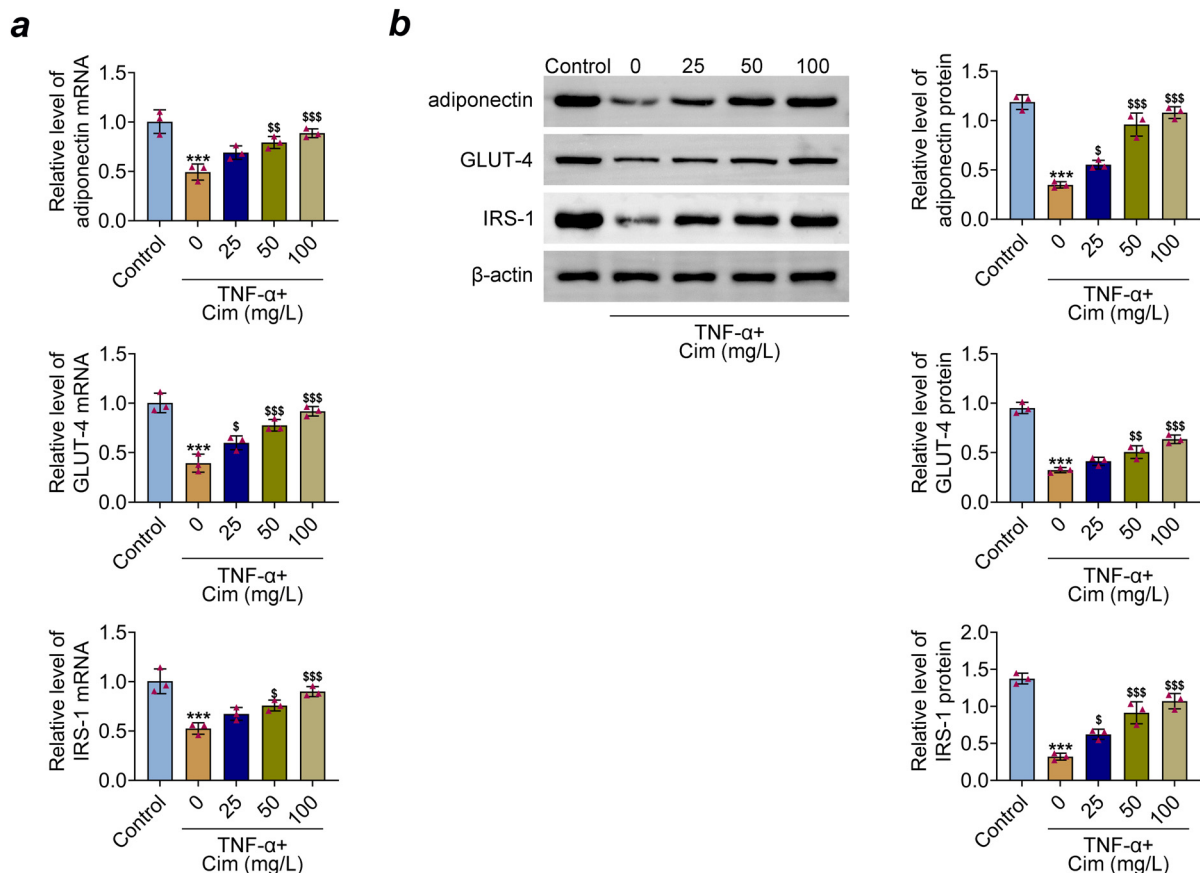 a
Relative level of
adiponectin mRNA
1.5
1.0
0.5
0.0
***
$$
$$$
Control
0
25
50
100
TNF-α+
Cim (mg/L)
Relative level of
GLUT-4 mRNA
1.5
1.0
0.5
0.0
***
$
$$$
$$$
Control
0
25
50
100
TNF-α+
Cim (mg/L)
Relative level of
IRS-1 mRNA
1.5
1.0
0.5
0.0
***
$
$$$
Control
0
25
50
100
TNF-α+
Cim (mg/L)
b
Control 0 25 50 100
adiponectin
GLUT-4
IRS-1
β-actin
TNF-α+
Cim (mg/L)
Relative level of
adiponectin protein
1.5
1.0
0.5
0.0
***
$
$$$
$$$
Control
0
25
50
100
TNF-α+
Cim (mg/L)
Relative level of
GLUT-4 protein
1.5
1.0
0.5
0.0
***
$$
$$$
Control
0
25
50
100
TNF-α+
Cim (mg/L)
Relative level of
IRS-1 protein
2.0
1.5
1.0
0.5
0.0
***
$
$$$
$$$
Control
0
25
50
100
TNF-α+
Cim (mg/L)